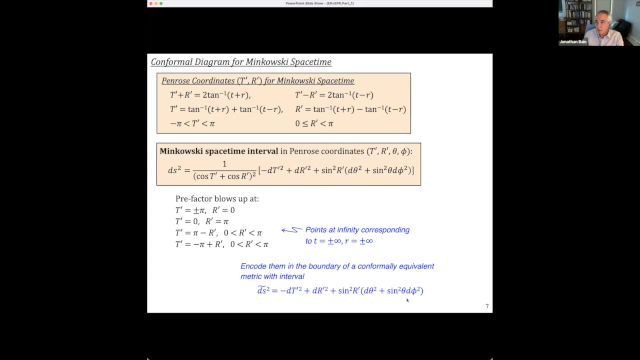 PowerPoint Slide Show - [ER=EPR_Part_1]
Jonathan Bain
Conformal Diagram for Minkowski Spacetime
Penrose Coordinates (T′, R′) for Minkowski Spacetime
T′+R′ = 2tan⁻¹(t+r) T′−R′ = 2tan⁻¹(t−r)
T′ = tan⁻¹(t+r) + tan⁻¹(t−r), R′ = tan⁻¹(t+r) − tan⁻¹(t−r)
−π < T′ < π 0 ≤ R′ < π
Minkowski spacetime interval in Penrose coordinates (T′, R′, θ, ϕ):
ds² = 1/(cos T′ + cos R′)² [−dT′² + dR′² + sin²R′(dθ² + sin²θdϕ²)]
Pre-factor blows up at:
T′ = ±π, R′ = 0
T′ = 0, R′ = π
T′ = π − R′, 0 < R′ < π
T′ = −π + R′, 0 < R′ < π
Points at infinity corresponding
to t = ±∞, r = ±∞
Encode them in the boundary of a conformally equivalent
metric with interval
d͠s² = −dT′² + dR′² + sin²R′(dθ² + sin²θdϕ²)
7